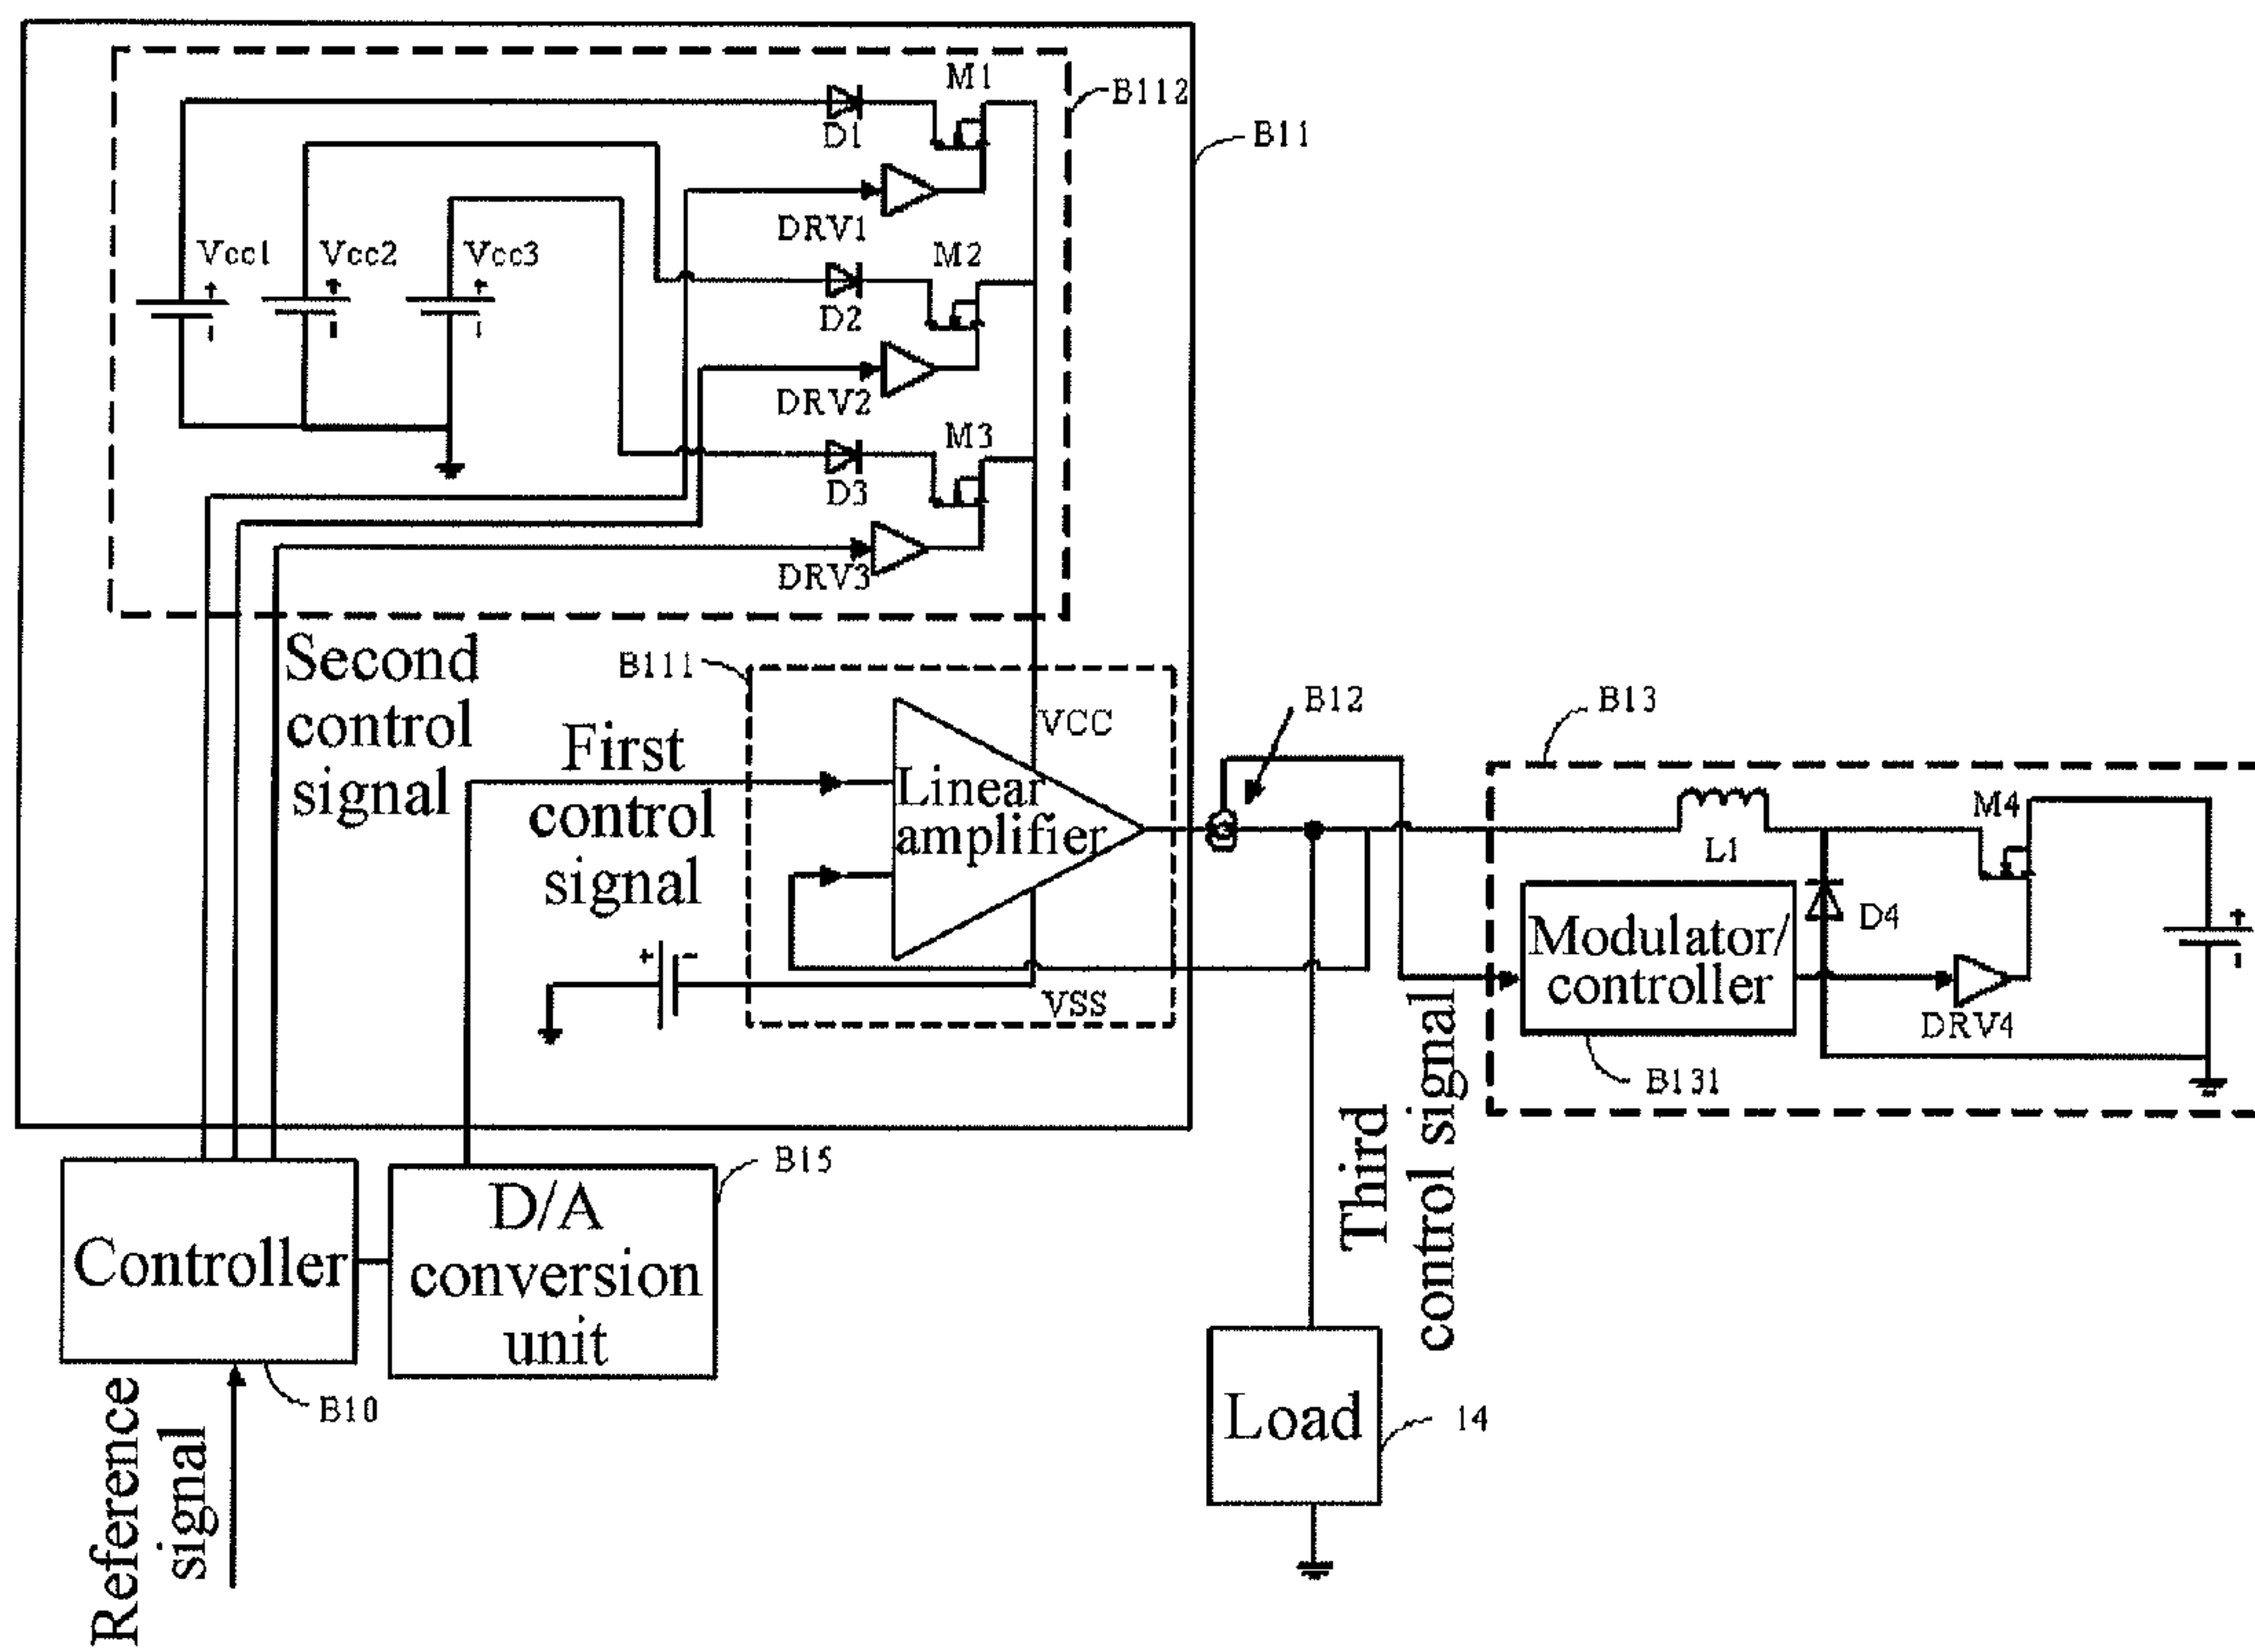 M1
B112
D1
B11
DRV1
Vcc1
Vcc2
Vcc3
M2
D2
DRV2
M3
D3
DRV3
Second
control
signal
B111
VCC
First
control
signal
Linear
amplifier
VSS
B12
B13
M4
L1
D4
Modulator/
controller
DRV4
B131
Third
control signal
B15
D/A
conversion
unit
Controller
B10
Reference
signal
Load
14
+
-
+
-
+
-
+
-
+
-